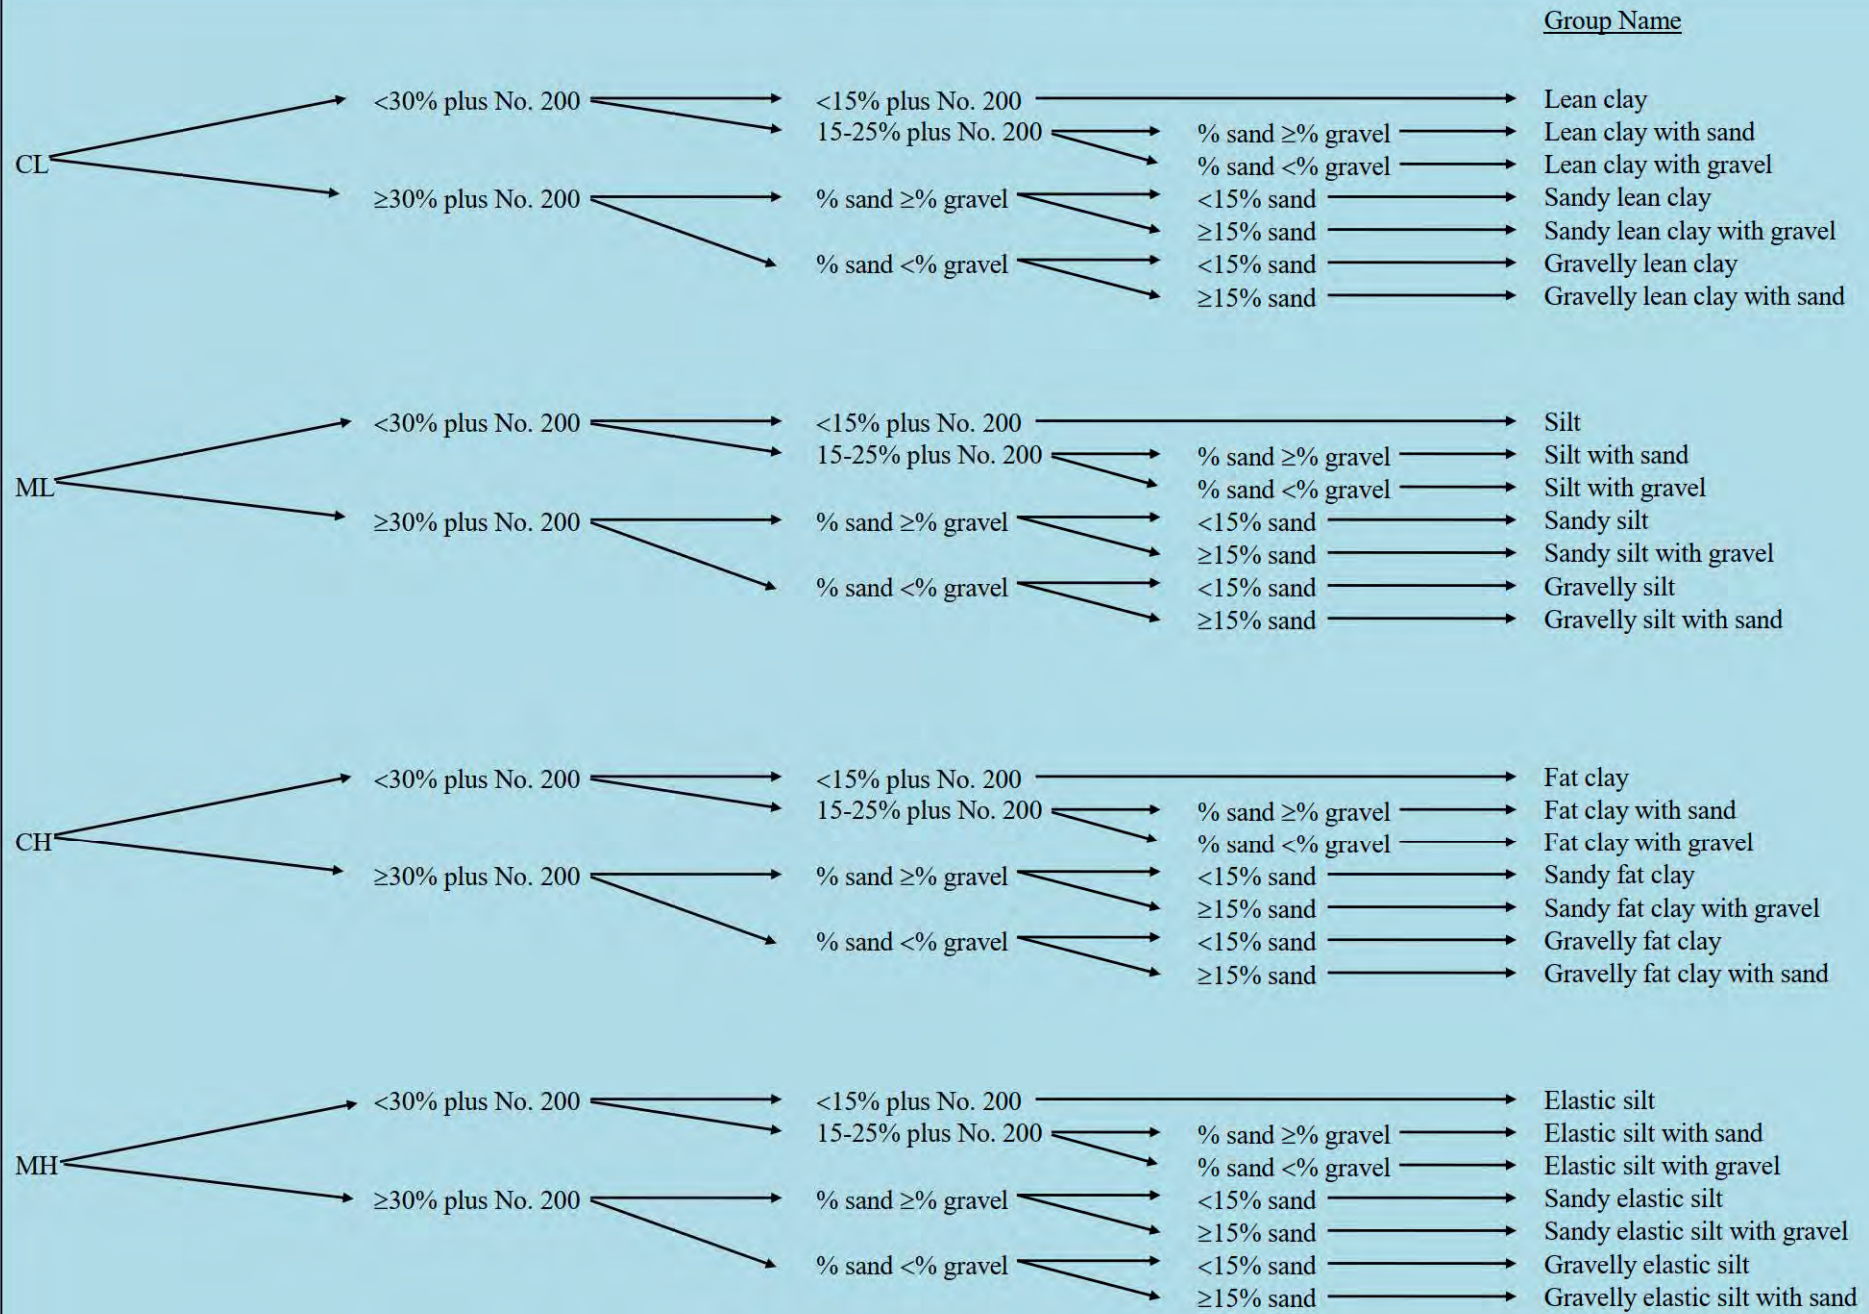 Group Name
<30% plus No. 200 <15% plus No. 200 Lean clay
15-25% plus No. 200 % sand ≥% gravel Lean clay with sand
CL % sand <% gravel Lean clay with gravel
≥30% plus No. 200 % sand ≥% gravel <15% sand Sandy lean clay
≥15% sand Sandy lean clay with gravel
% sand <% gravel <15% sand Gravelly lean clay
≥15% sand Gravelly lean clay with sand
<30% plus No. 200 <15% plus No. 200 Silt
15-25% plus No. 200 % sand ≥% gravel Silt with sand
ML % sand <% gravel Silt with gravel
≥30% plus No. 200 % sand ≥% gravel <15% sand Sandy silt
≥15% sand Sandy silt with gravel
% sand <% gravel <15% sand Gravelly silt
≥15% sand Gravelly silt with sand
<30% plus No. 200 <15% plus No. 200 Fat clay
15-25% plus No. 200 % sand ≥% gravel Fat clay with sand
CH % sand <% gravel Fat clay with gravel
≥30% plus No. 200 % sand ≥% gravel <15% sand Sandy fat clay
≥15% sand Sandy fat clay with gravel
% sand <% gravel <15% sand Gravelly fat clay
≥15% sand Gravelly fat clay with sand
<30% plus No. 200 <15% plus No. 200 Elastic silt
15-25% plus No. 200 % sand ≥% gravel Elastic silt with sand
MH % sand <% gravel Elastic silt with gravel
≥30% plus No. 200 % sand ≥% gravel <15% sand Sandy elastic silt
≥15% sand Sandy elastic silt with gravel
% sand <% gravel <15% sand Gravelly elastic silt
≥15% sand Gravelly elastic silt with sand